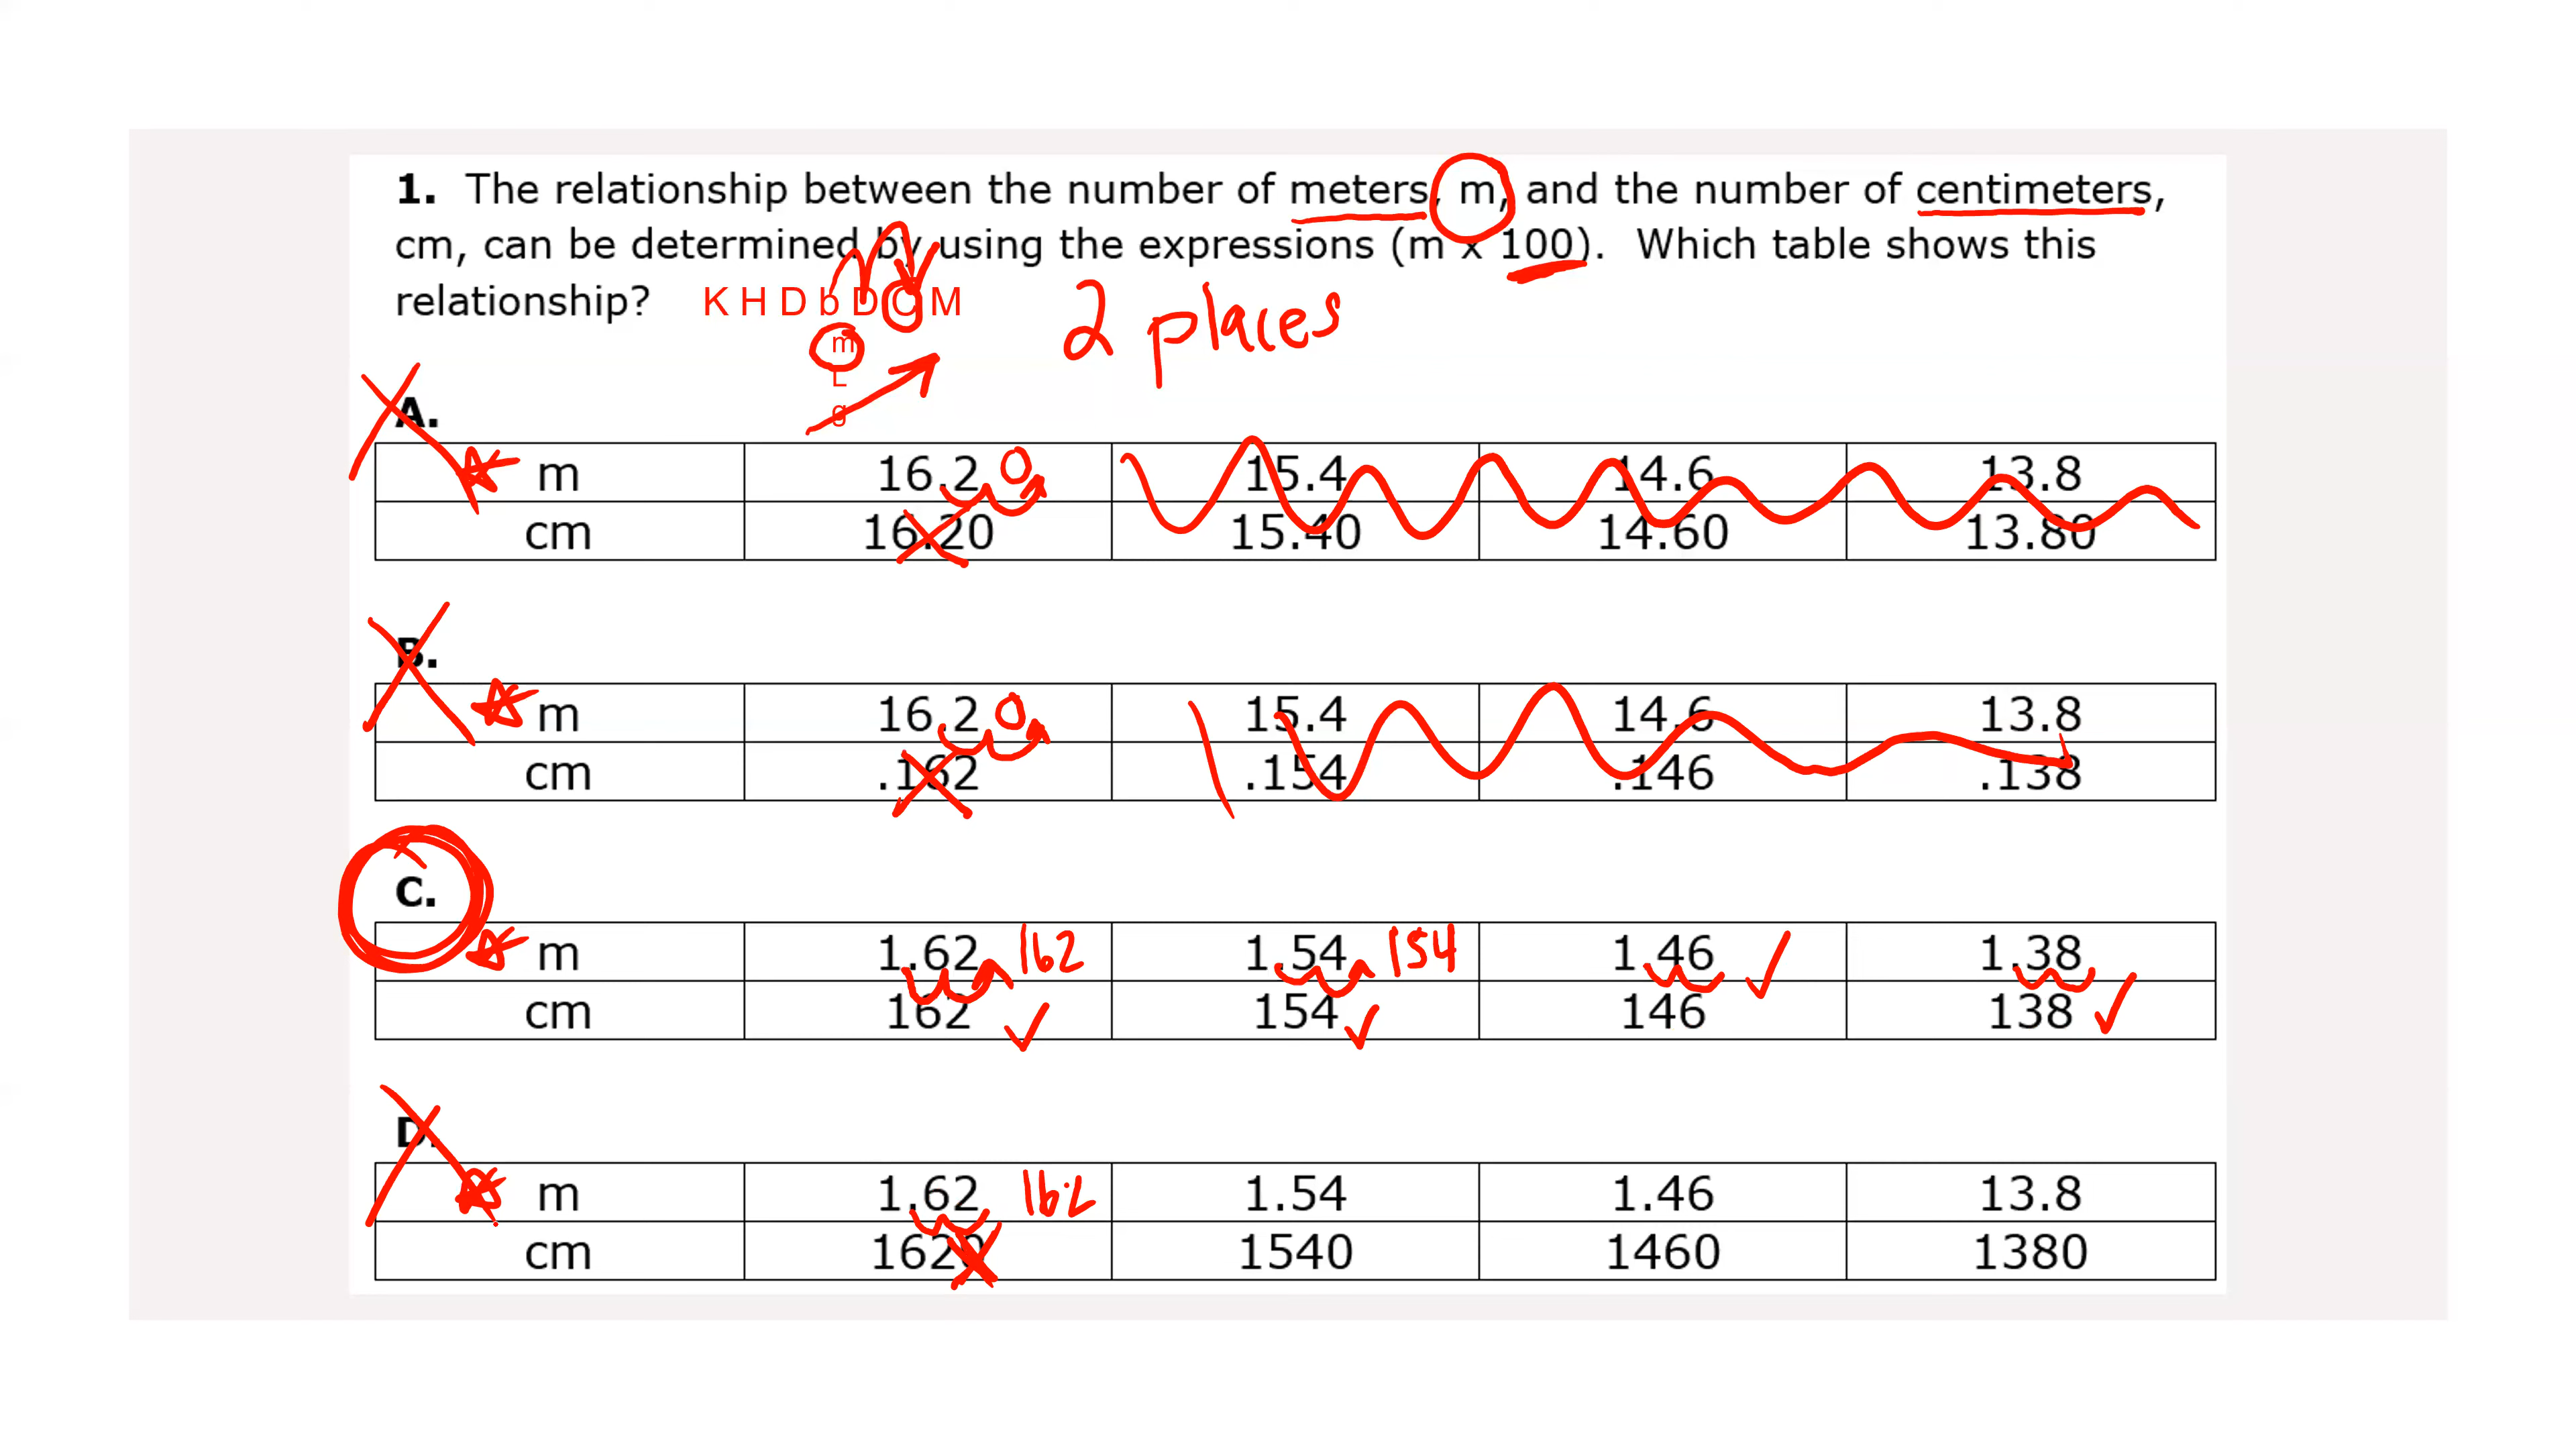 1. The relationship between the number of meters, m, and the number of centimeters,
cm, can be determined by using the expressions (m x 100). Which table shows this
relationship? K H D b D C M 2 places
m
L
g
A.
m 16.2 0 15.4 14.6 13.8
cm 16.20 15.40 14.60 13.80
B.
m 16.2 0 15.4 14.6 13.8
cm .162 .154 .146 .138
C.
m 1.62 162 1.54 154 1.46 1.38
cm 162 154 146 138
D.
m 1.62 162 1.54 1.46 13.8
cm 1620 1540 1460 1380